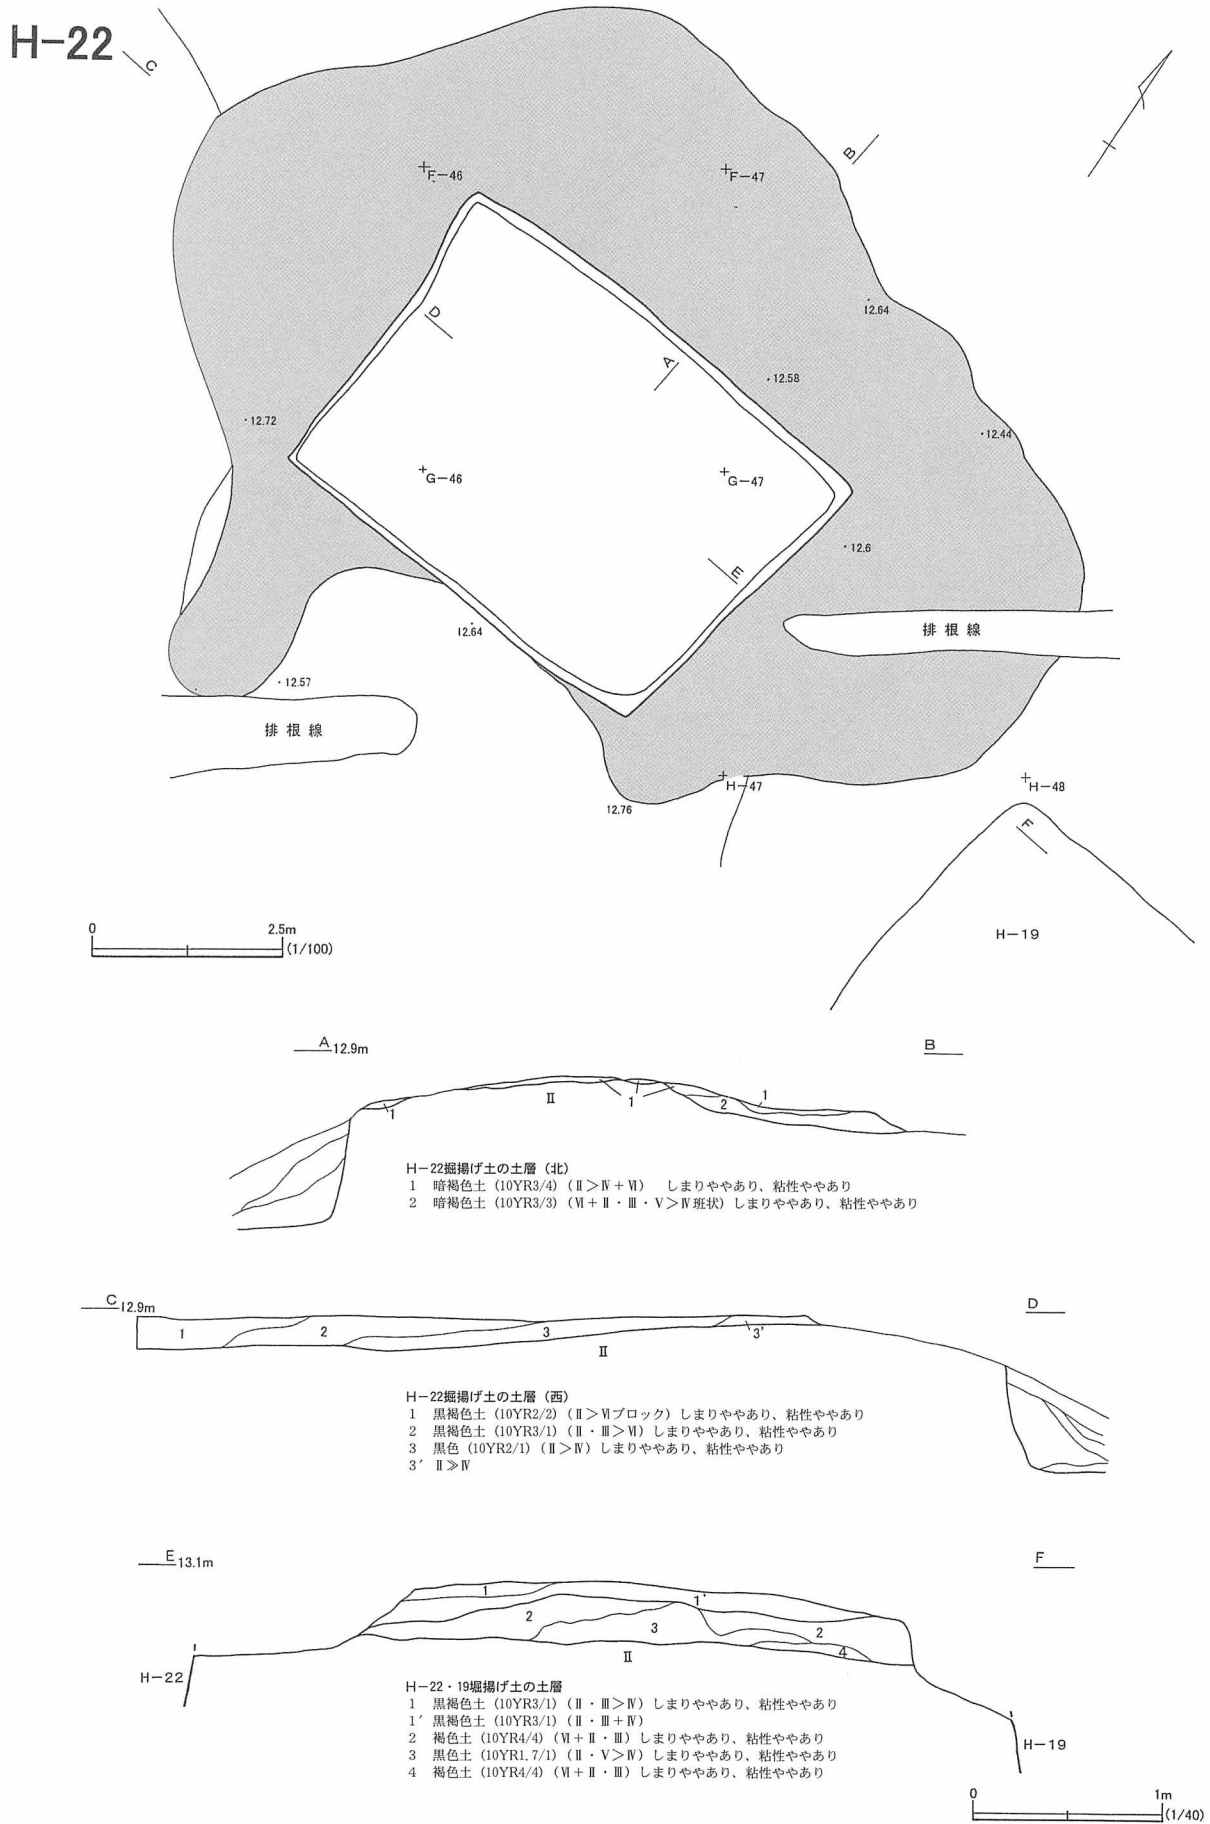 H-22
C
B
F-46
F-47
12.64
D
A
12.58
12.72
12.44
G-46
G-47
E
12.6
12.64
排根線
12.57
排根線
H-47
H-48
12.76
F
H-19
0 2.5m
(1/100)
A 12.9m B
1 Ⅱ 1 2 1
H-22掘揚げ土の土層（北）
1 暗褐色土（10YR3/4）（Ⅱ＞Ⅳ＋Ⅵ） しまりややあり、粘性ややあり
2 暗褐色土（10YR3/3）（Ⅵ＋Ⅱ・Ⅲ・Ⅴ＞Ⅳ班状）しまりややあり、粘性ややあり
C 12.9m D
1 2 3 3′
Ⅱ
H-22掘揚げ土の土層（西）
1 黒褐色土（10YR2/2）（Ⅱ＞Ⅵブロック）しまりややあり、粘性ややあり
2 黒褐色土（10YR3/1）（Ⅱ・Ⅲ＞Ⅵ）しまりややあり、粘性ややあり
3 黒色（10YR2/1）（Ⅱ＞Ⅳ）しまりややあり、粘性ややあり
3′ Ⅱ≫Ⅳ
E 13.1m F
1 1′
2 3 2
Ⅱ 4
H-22
H-22・19掘揚げ土の土層
1 黒褐色土（10YR3/1）（Ⅱ・Ⅲ＞Ⅳ）しまりややあり、粘性ややあり
1′ 黒褐色土（10YR3/1）（Ⅱ・Ⅲ＋Ⅳ）
2 褐色土（10YR4/4）（Ⅵ＋Ⅱ・Ⅲ）しまりややあり、粘性ややあり
3 黒色土（10YR1.7/1）（Ⅱ・Ⅴ＞Ⅳ）しまりややあり、粘性ややあり
4 褐色土（10YR4/4）（Ⅵ＋Ⅱ・Ⅲ）しまりややあり、粘性ややあり
H-19
0 1m
(1/40)